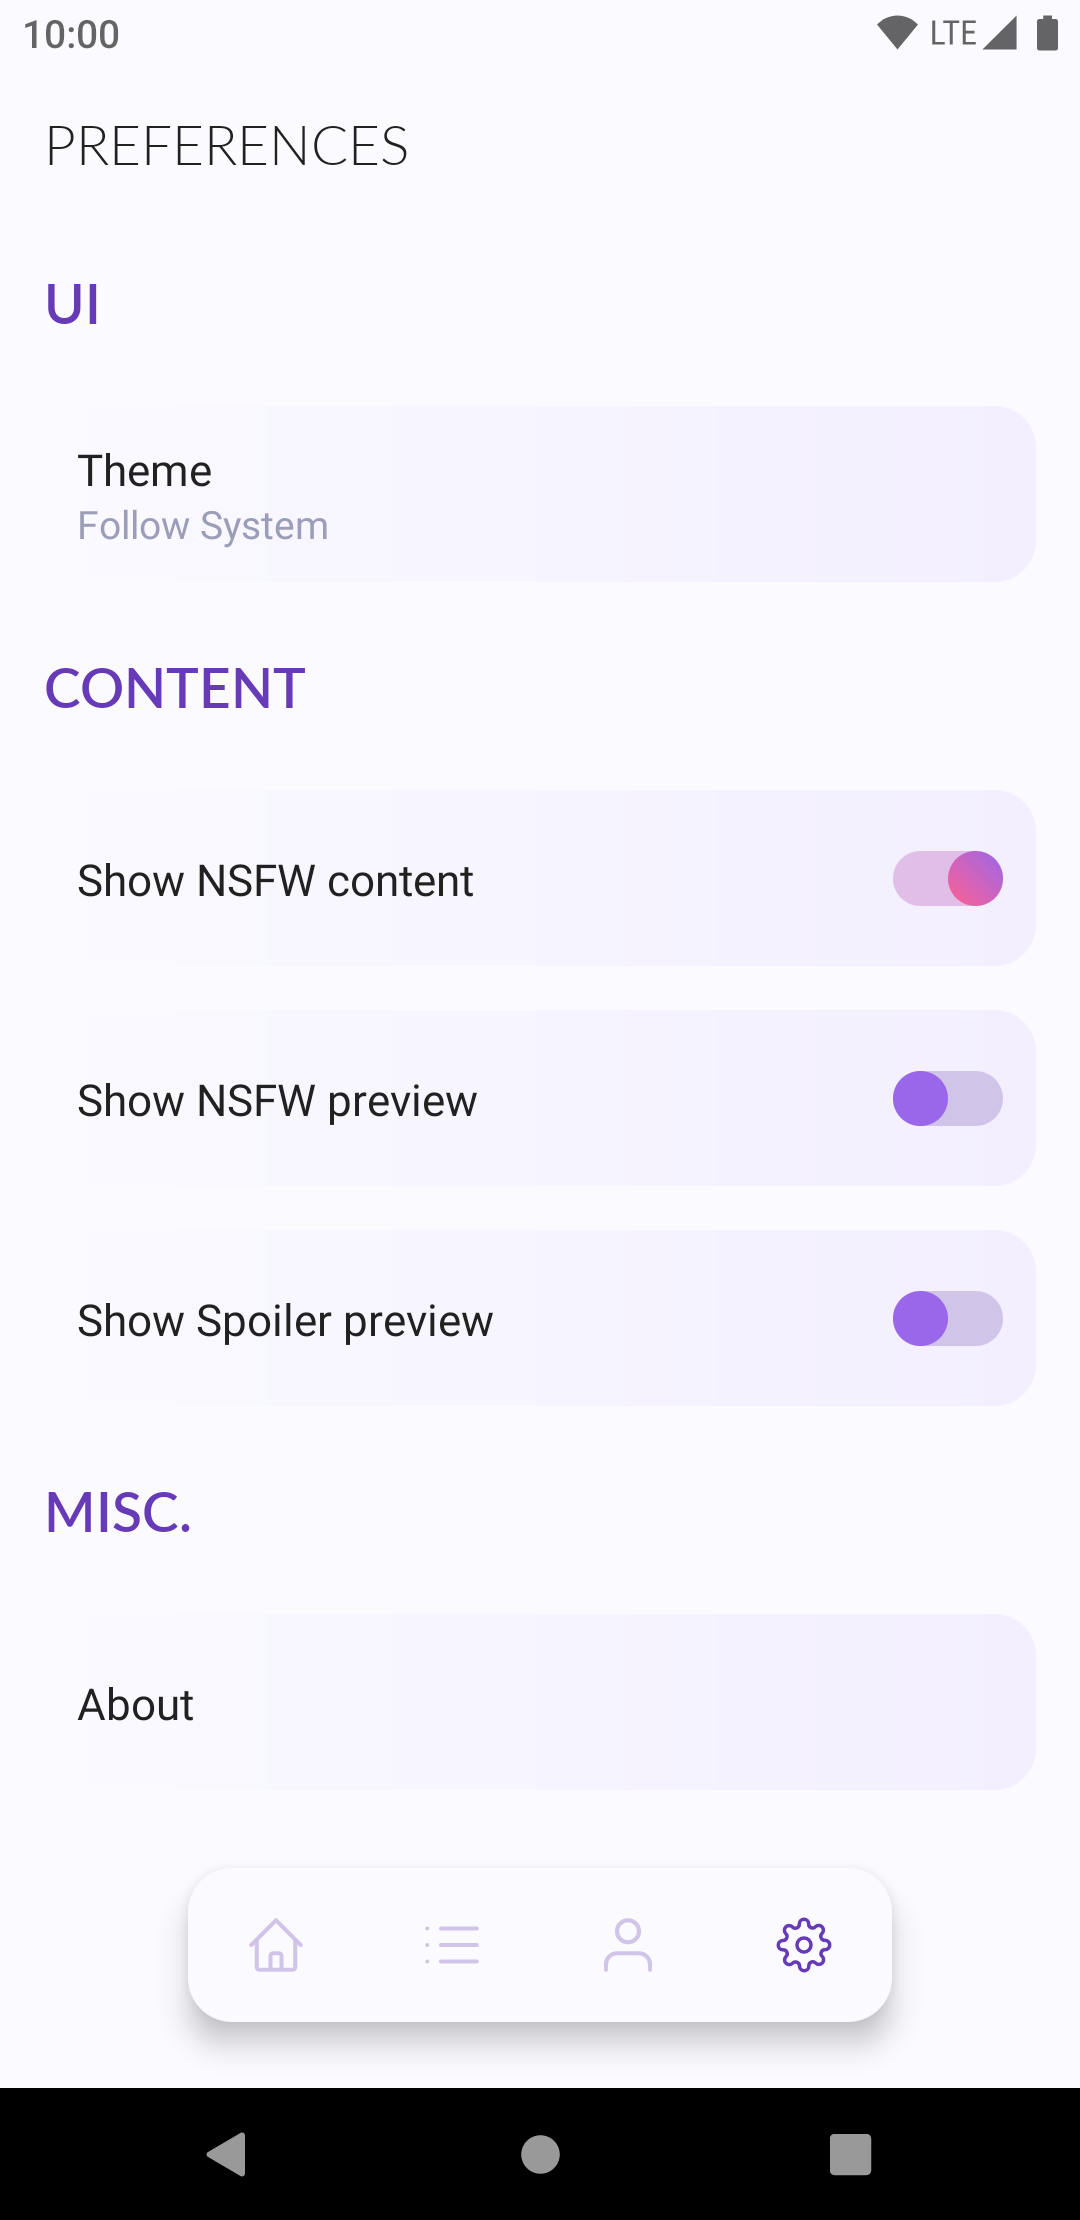 10:00
LTE
PREFERENCES
UI
Theme
Follow System
CONTENT
Show NSFW content
Show NSFW preview
Show Spoiler preview
MISC.
About